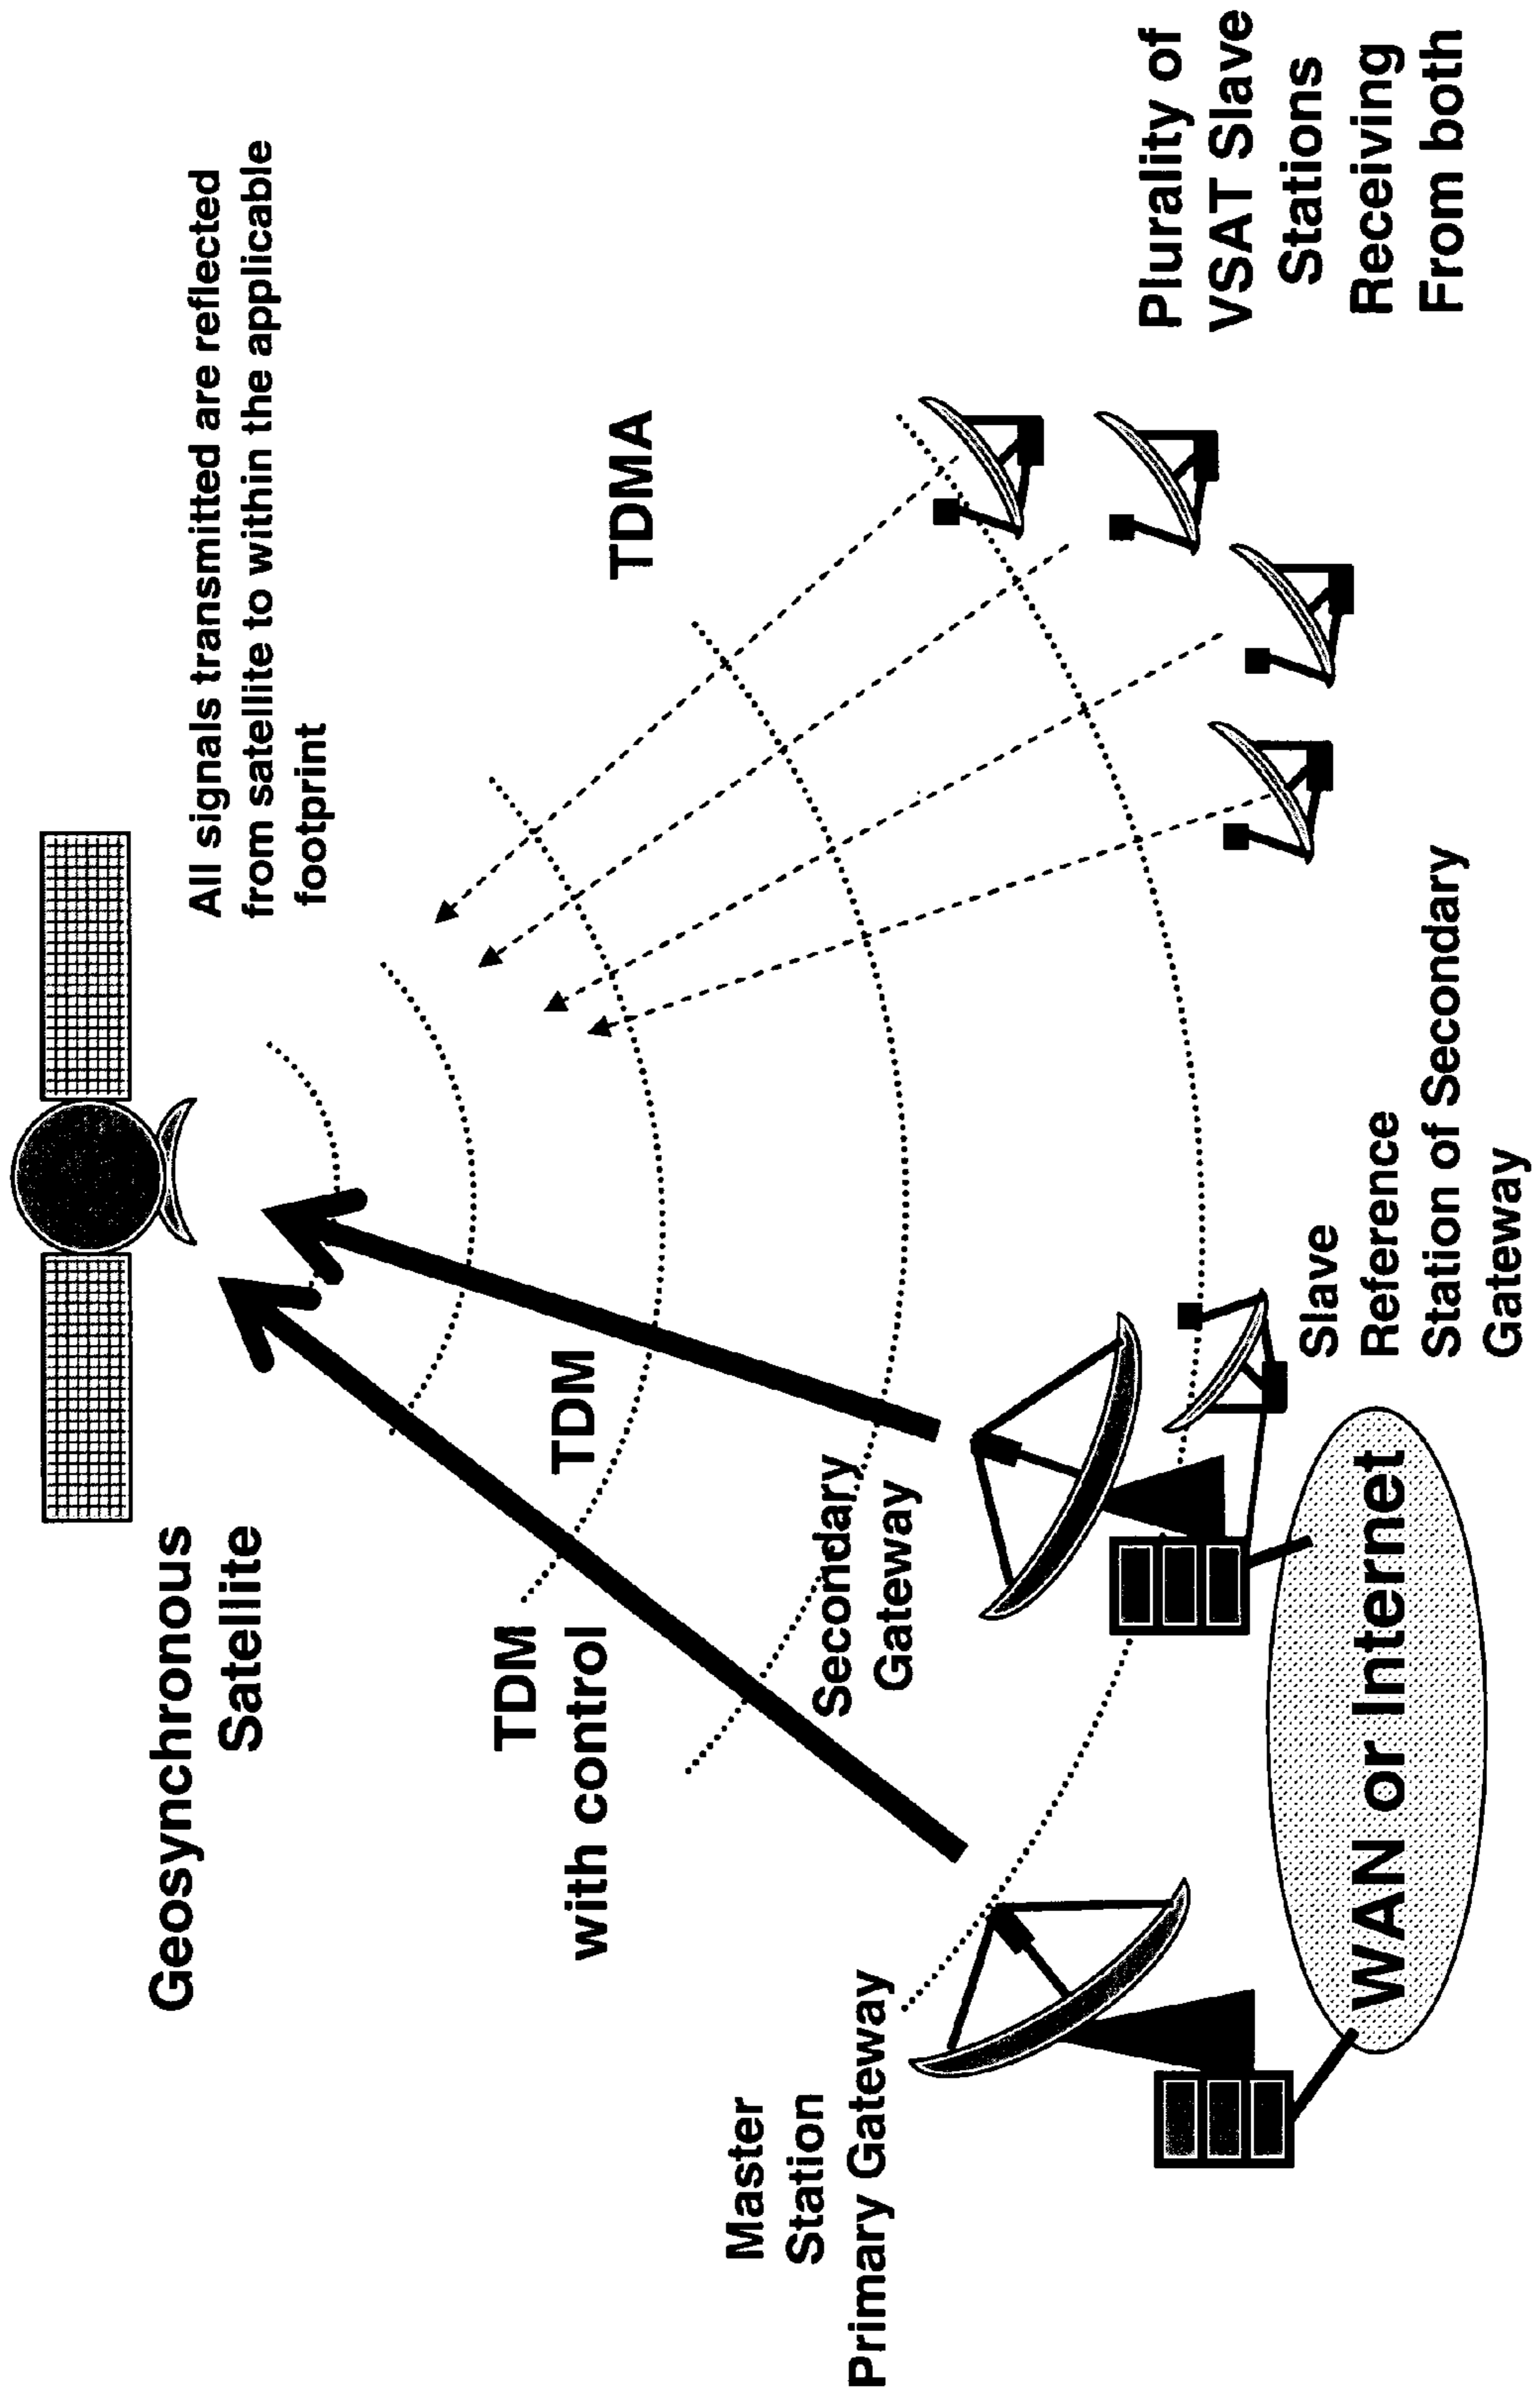 Geosynchronous
Satellite
All signals transmitted are reflected
from satellite to within the applicable
footprint
TDM
with control
TDM
TDMA
Master
Station
Primary Gateway
Secondary
Gateway
Slave
Reference
Station of Secondary
Gateway
Plurality of
VSAT Slave
Stations
Receiving
From both
WAN or Internet